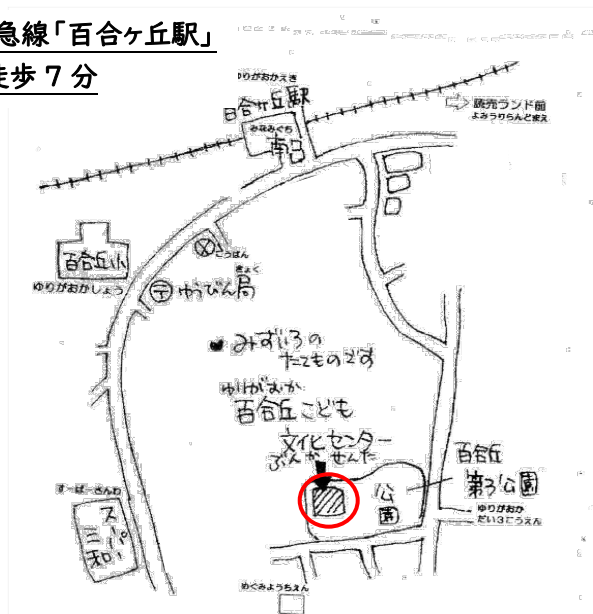 急線「百合ヶ丘駅」
徒歩７分
ゆりがおかえき
百合ヶ丘駅
みなみぐち
南口
読売ランド前
よみうりらんどまえ
百合丘小
ゆりがおかしょう
こうばん
ゆうびん局
きょく
みずいろの
たてものです
ゆりがおか
百合丘こども
文化センター
ぶんかせんたー
公園
百合丘
第3公園
ゆりがおか
だい３こうえん
すーぱーさんわ
スーパー
三和
めぐみようちえん